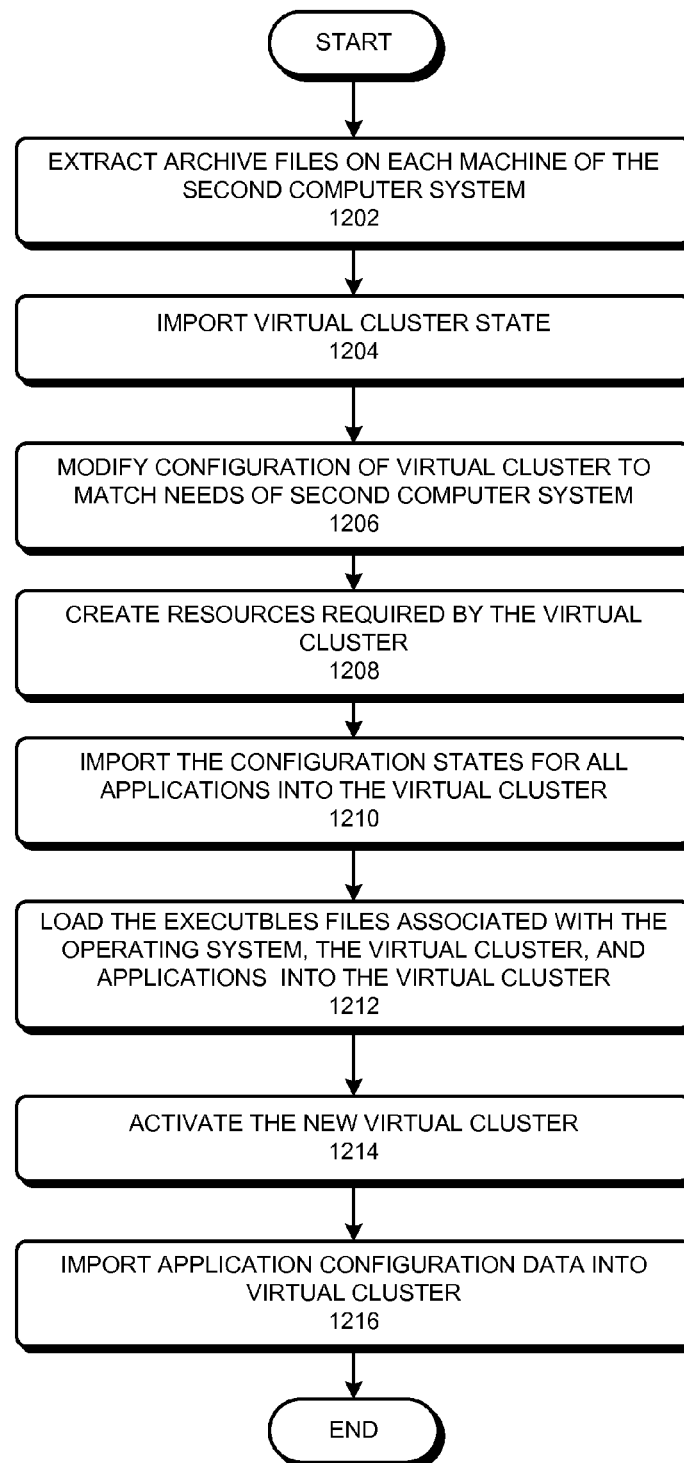 START
EXTRACT ARCHIVE FILES ON EACH MACHINE OF THE
SECOND COMPUTER SYSTEM
1202
IMPORT VIRTUAL CLUSTER STATE
1204
MODIFY CONFIGURATION OF VIRTUAL CLUSTER TO
MATCH NEEDS OF SECOND COMPUTER SYSTEM
1206
CREATE RESOURCES REQUIRED BY THE VIRTUAL
CLUSTER
1208
IMPORT THE CONFIGURATION STATES FOR ALL
APPLICATIONS INTO THE VIRTUAL CLUSTER
1210
LOAD THE EXECUTBLES FILES ASSOCIATED WITH THE
OPERATING SYSTEM, THE VIRTUAL CLUSTER, AND
APPLICATIONS INTO THE VIRTUAL CLUSTER
1212
ACTIVATE THE NEW VIRTUAL CLUSTER
1214
IMPORT APPLICATION CONFIGURATION DATA INTO
VIRTUAL CLUSTER
1216
END